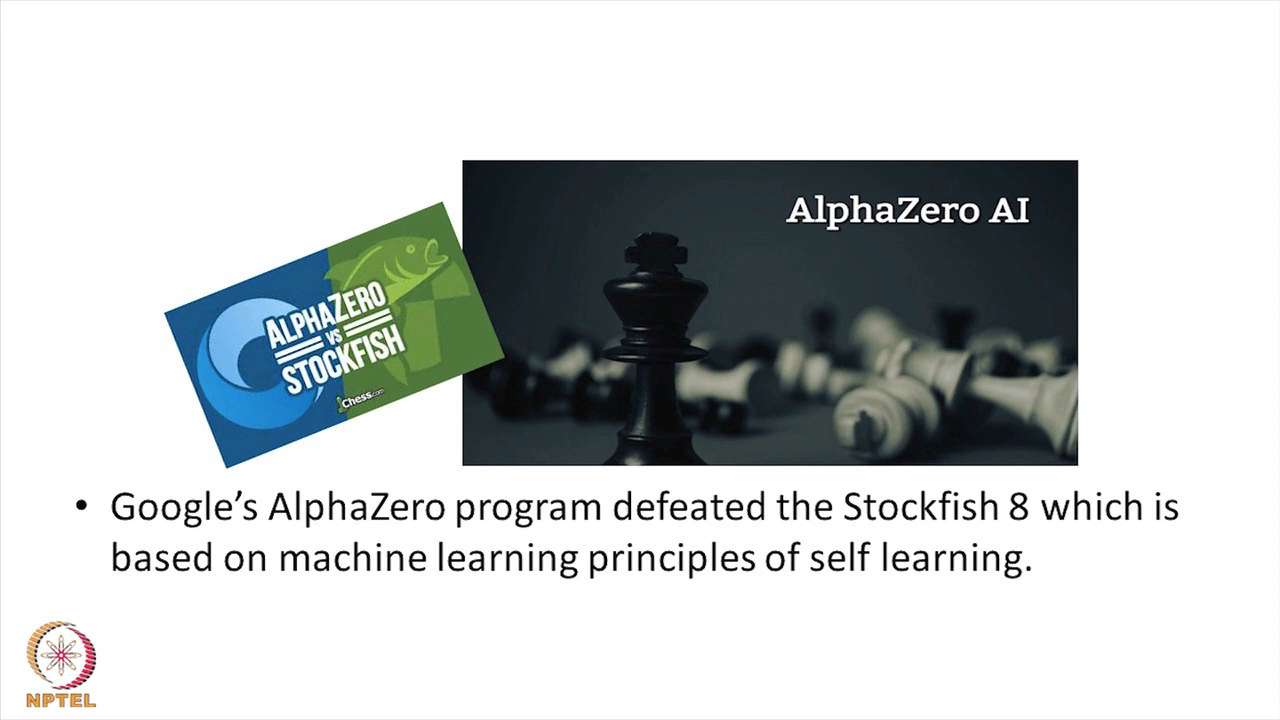 AlphaZero AI
ALPHAZERO
VS
STOCKFISH
Chess.com
• Google’s AlphaZero program defeated the Stockfish 8 which is
based on machine learning principles of self learning.
NPTEL